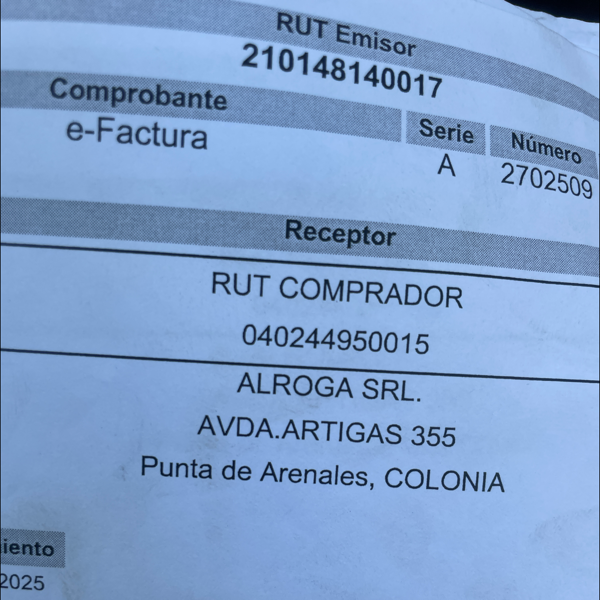 RUT Emisor
210148140017
Comprobante Serie Número
e-Factura A 2702509
Receptor
RUT COMPRADOR
040244950015
ALROGA SRL.
AVDA.ARTIGAS 355
Punta de Arenales, COLONIA
iento
2025